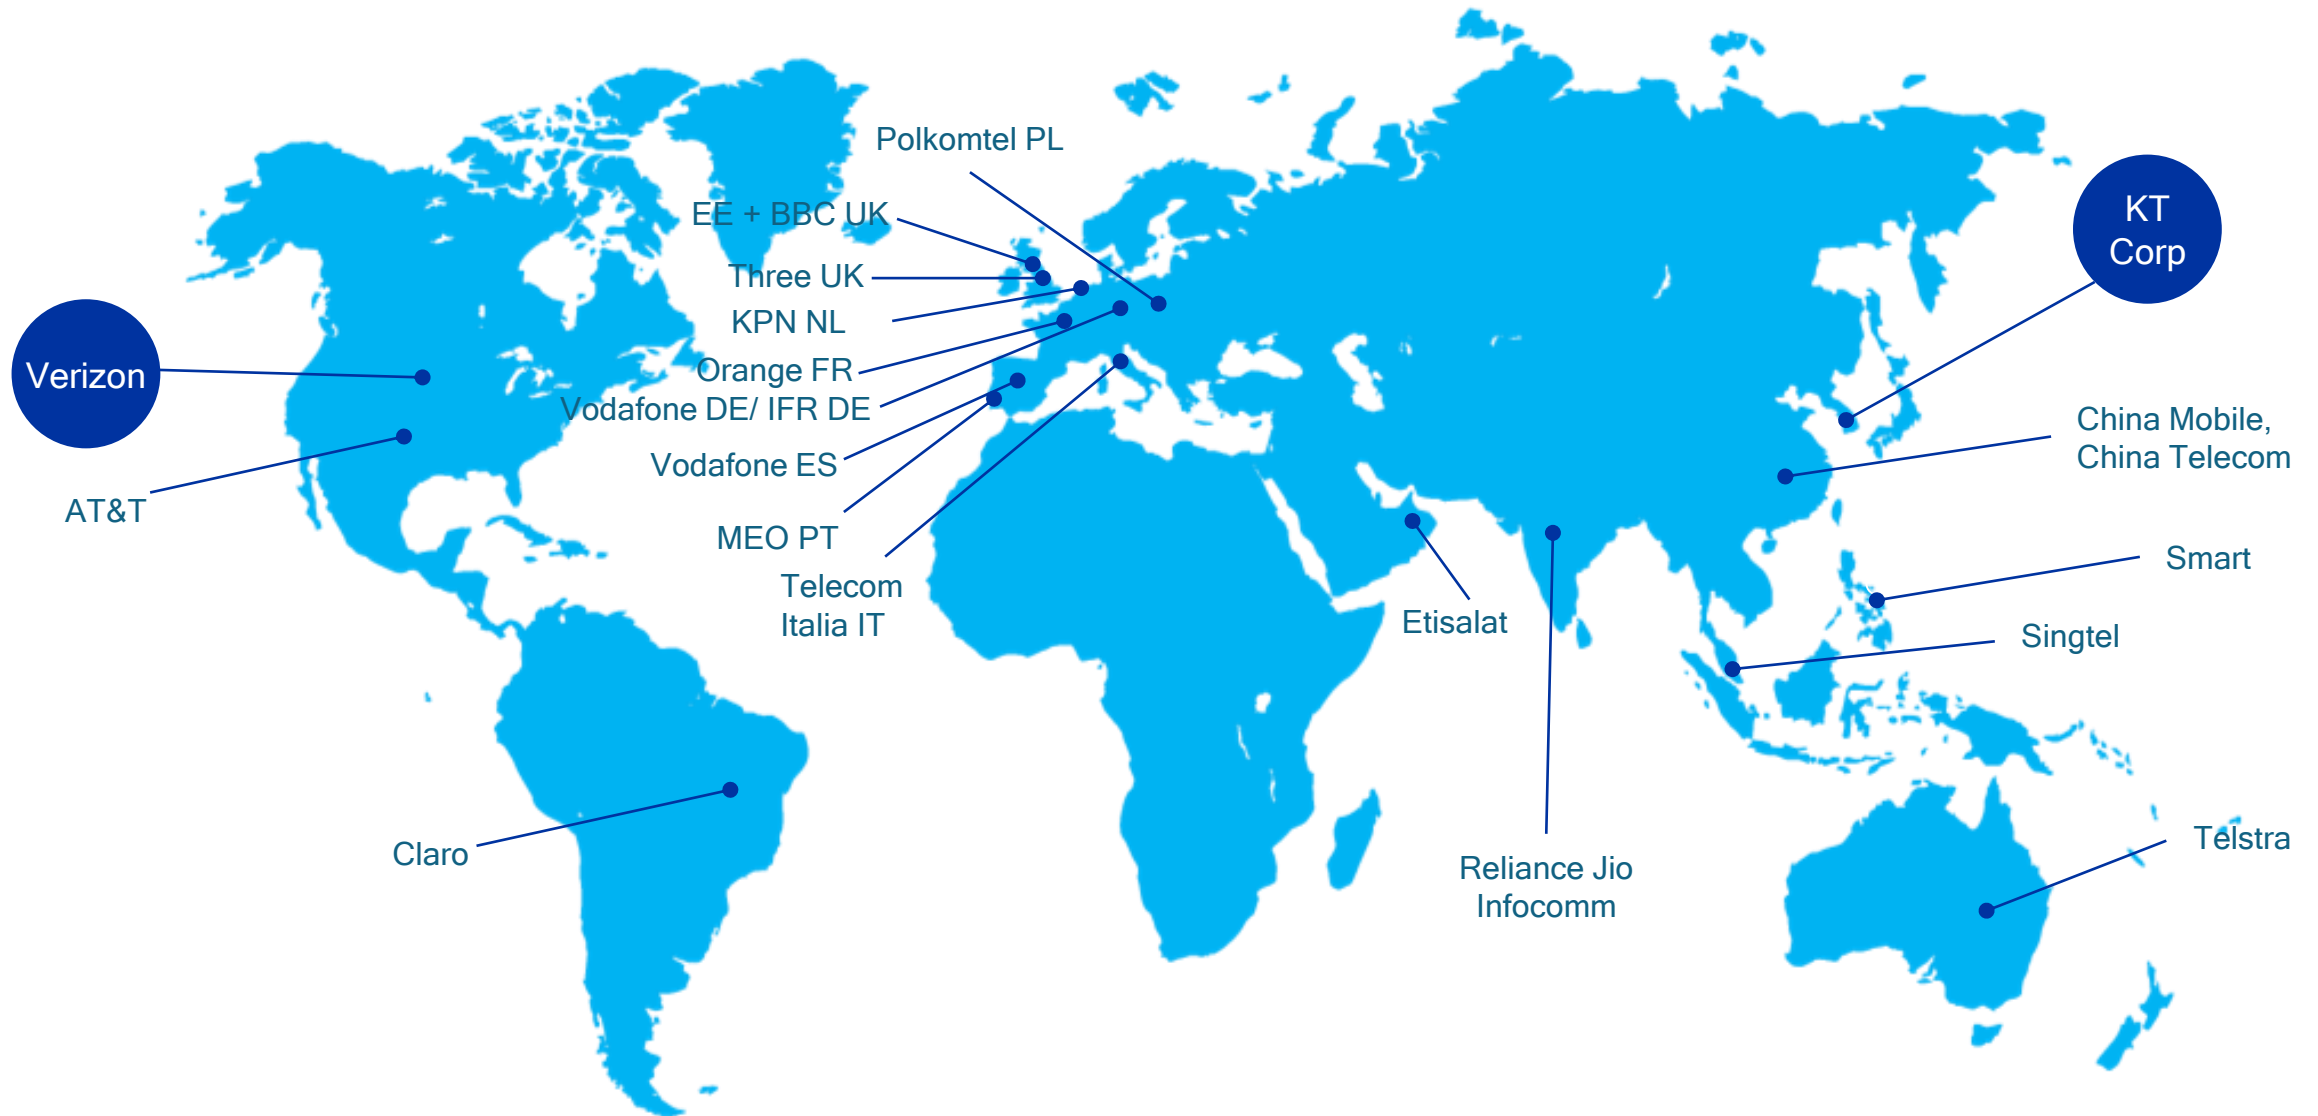 Polkomtel PL
EE + BBC UK
Three UK
KPN NL
Orange FR
Vodafone DE/ IFR DE
Vodafone ES
MEO PT
Telecom
Italia IT
Verizon
AT&T
Claro
KT
Corp
China Mobile,
China Telecom
Smart
Singtel
Etisalat
Reliance Jio
Infocomm
Telstra